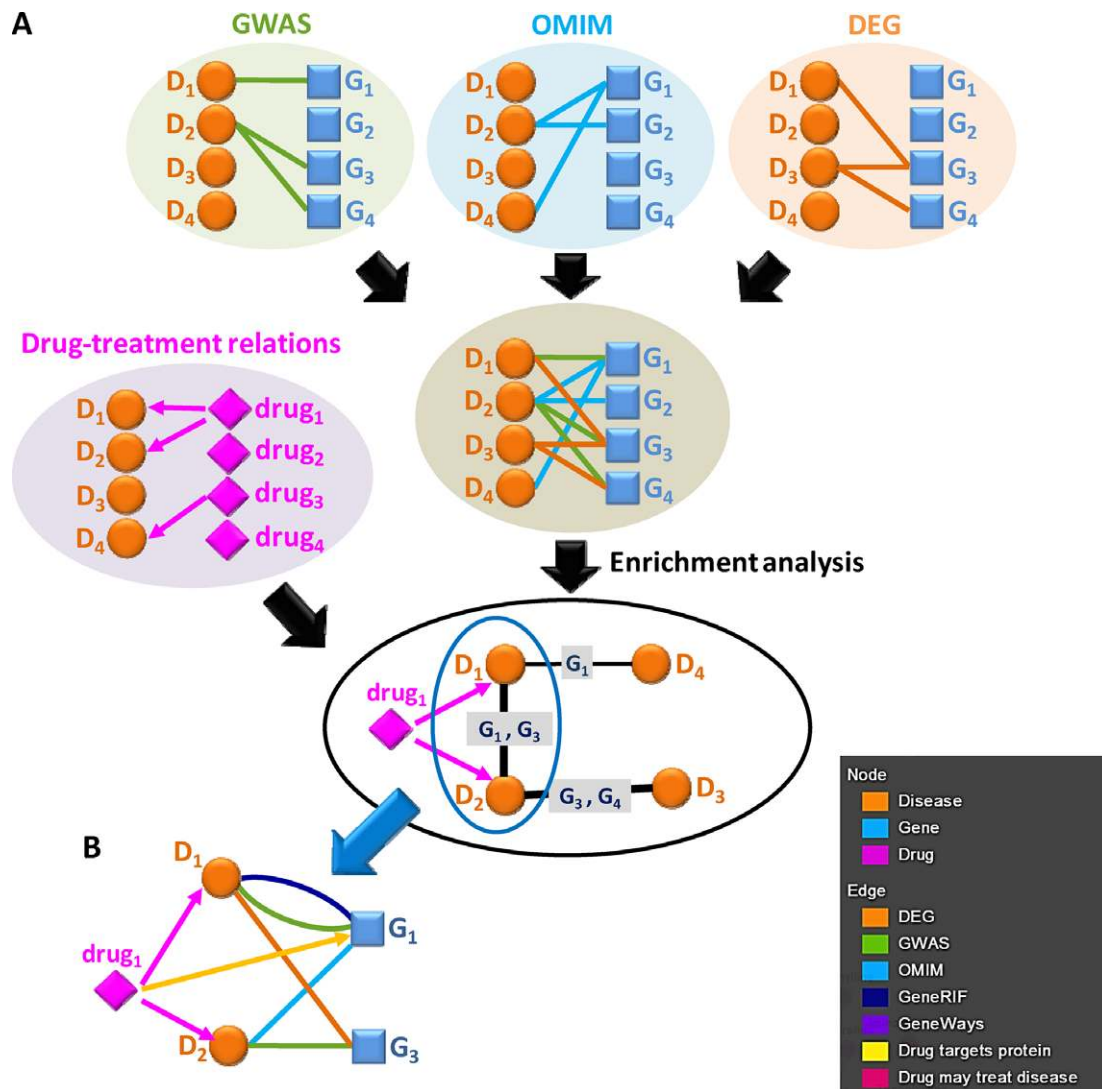 A
GWAS OMIM DEG
D1 G1 D1 G1 D1 G1
D2 G2 D2 G2 D2 G2
D3 G3 D3 G3 D3 G3
D4 G4 D4 G4 D4 G4
Drug-treatment relations
D1 drug1
D2 drug2
D3 drug3
D4 drug4
D1 G1
D2 G2
D3 G3
D4 G4
Enrichment analysis
D1 G1 D4
drug1
G1 , G3
D2 G3 , G4 D3
B
D1
G1
drug1
D2 G3
Node
Disease
Gene
Drug
Edge
DEG
GWAS
OMIM
GeneRIF
GeneWays
Drug targets protein
Drug may treat disease